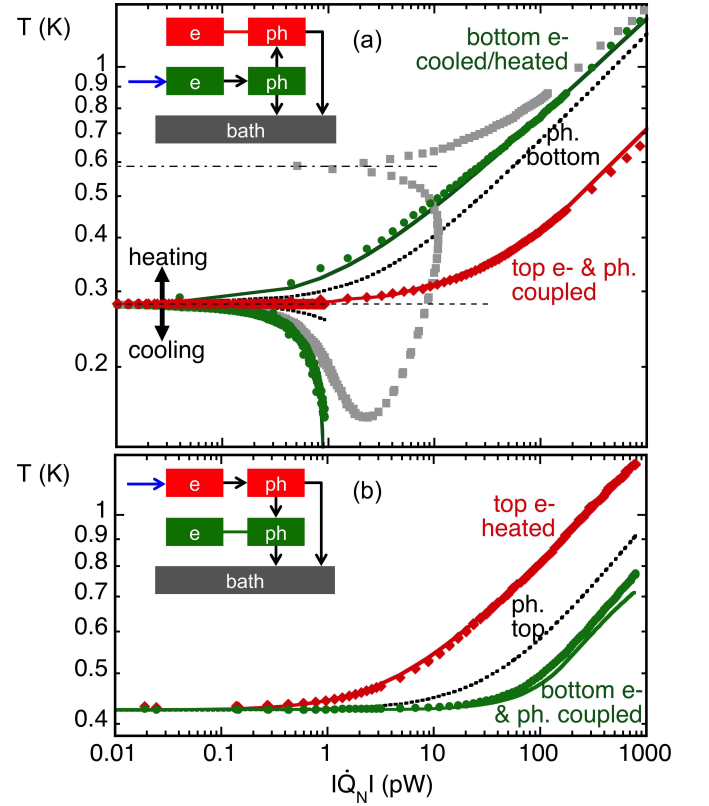 T (K)
(a)
e
ph
e
ph
bath
bottom e-
cooled/heated
ph.
bottom
heating
cooling
top e- & ph.
coupled
1
0.9
0.8
0.7
0.6
0.5
0.4
0.3
0.2
T (K)
(b)
e
ph
e
ph
bath
top e-
heated
ph.
top
bottom e-
& ph. coupled
1
0.9
0.8
0.7
0.6
0.5
0.4
0.01
0.1
1
10
100
1000
|Q̇N| (pW)